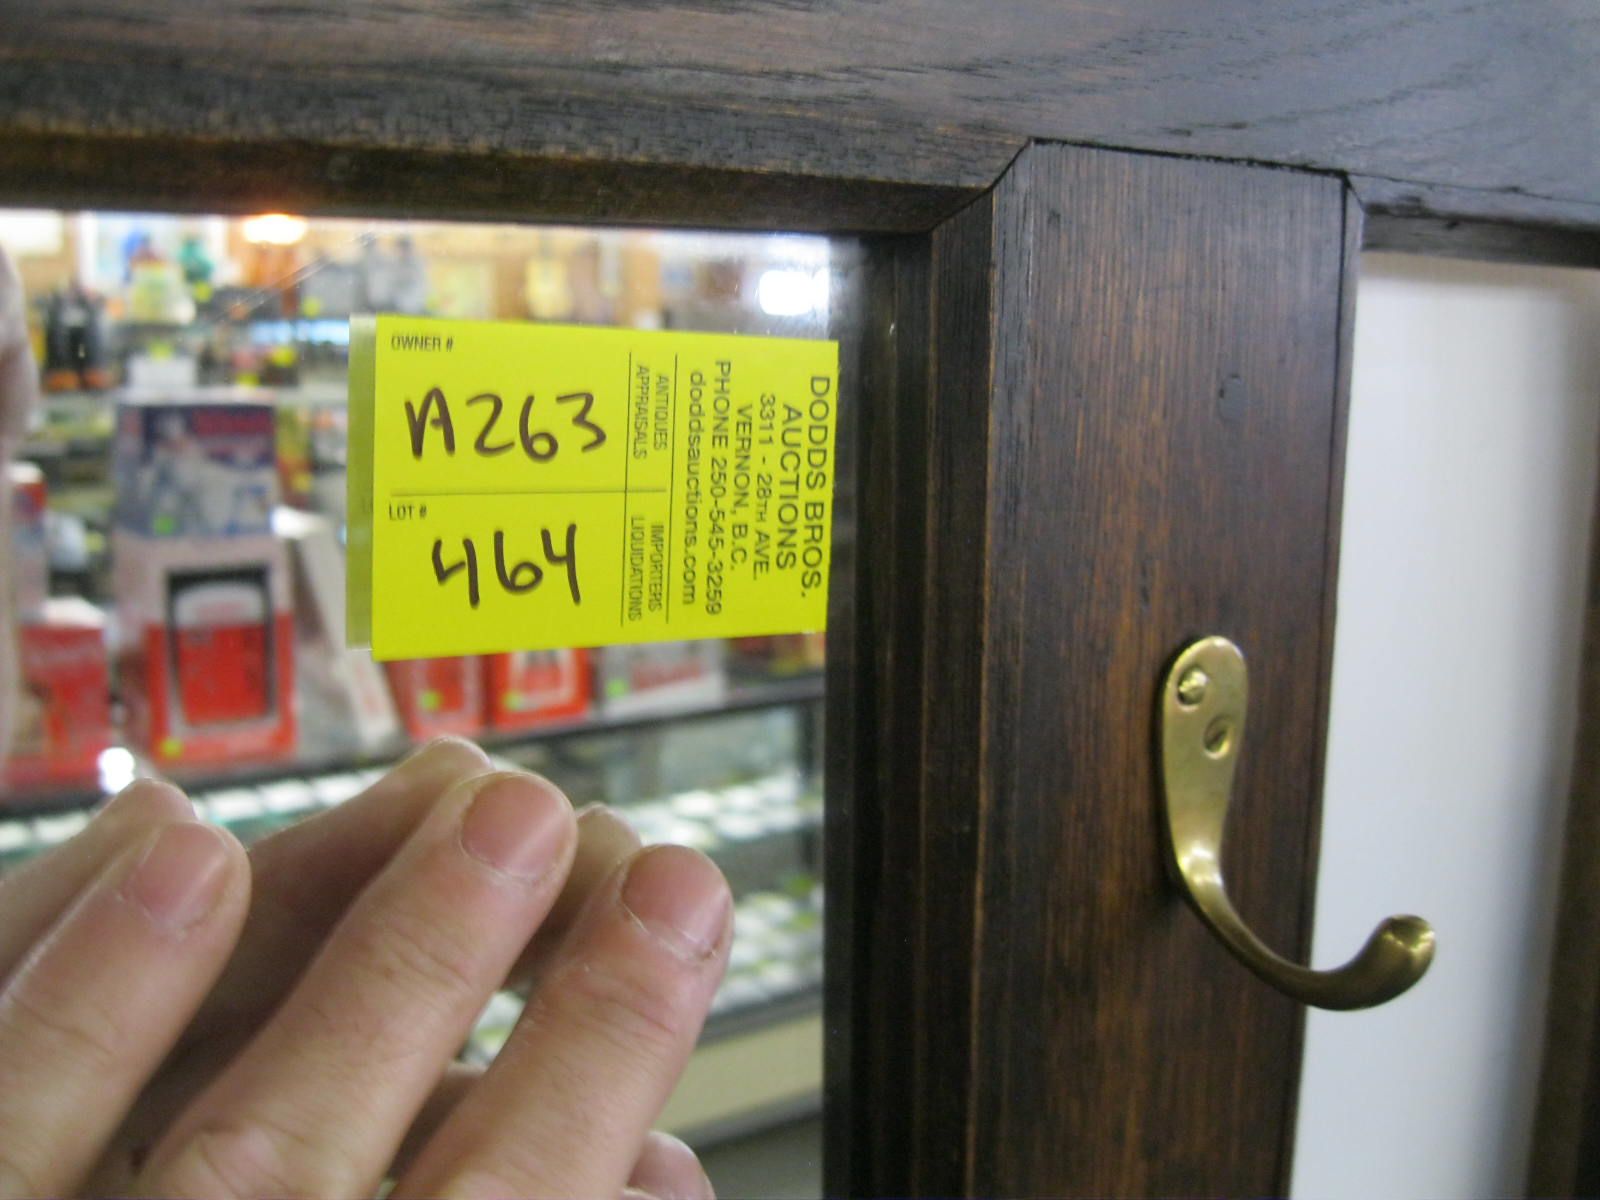 OWNER #
A263
LOT #
464
ANTIQUES
APPRAISALS
IMPORTERS
LIQUIDATIONS
DODDS BROS.
AUCTIONS
3311 - 28TH AVE.
VERNON, B.C.
PHONE 250-545-3259
doddsauctions.com